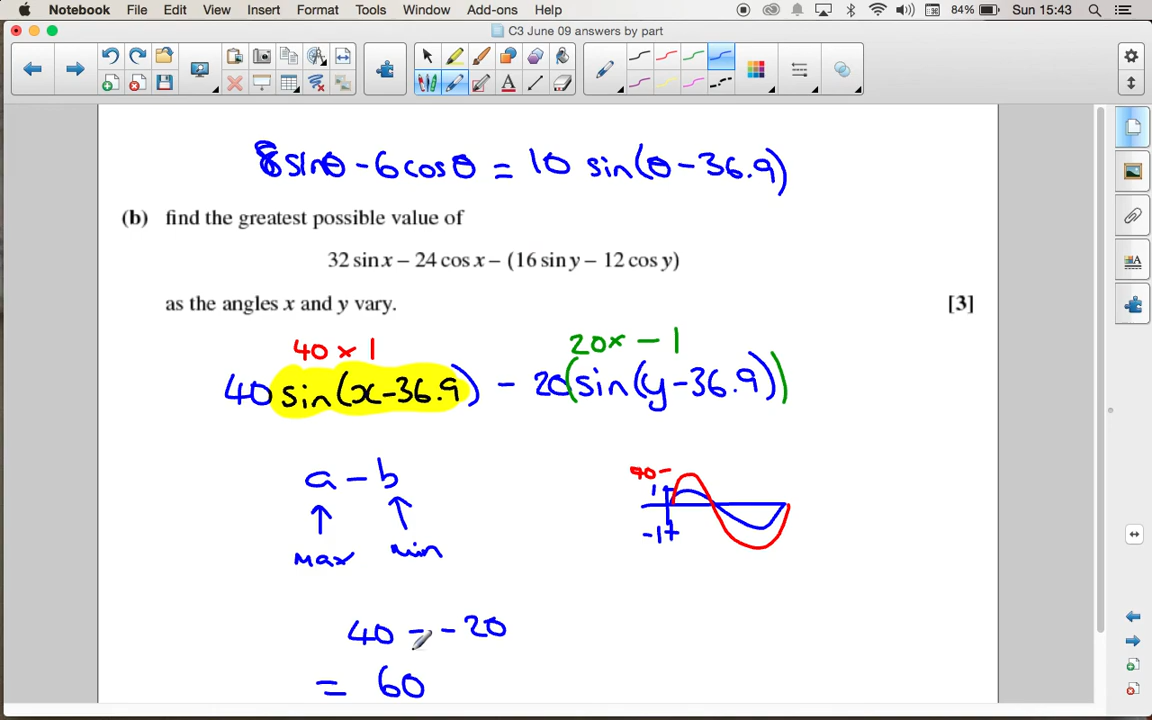 Notebook File Edit View Insert Format Tools Window Add-ons Help 84% Sun 15:43
C3 June 09 answers by part
8sinθ - 6cosθ = 10 sin(θ - 36.9)
(b) find the greatest possible value of
32 sin x – 24 cos x – (16 sin y – 12 cos y)
as the angles x and y vary. [3]
40 x 1 20x - 1
40 sin(x-36.9) - 20(sin(y-36.9))
a - b
max min
40
1
-1
40 - -20
= 60